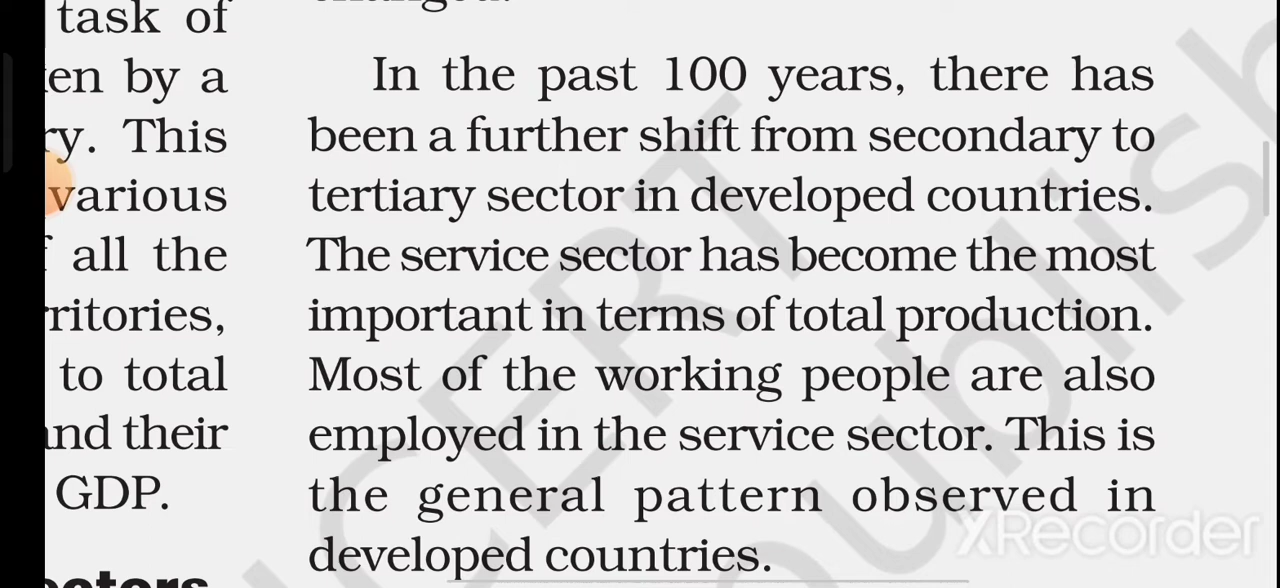 task of
by a
This
various
all the
to total
their
GDP.
In the past 100 years, there has
been a further shift from secondary to
tertiary sector in developed countries.
The service sector has become the most
important in terms of total production.
Most of the working people are also
employed in the service sector. This is
the general pattern observed in
developed countries.
NCERT
XRecorder